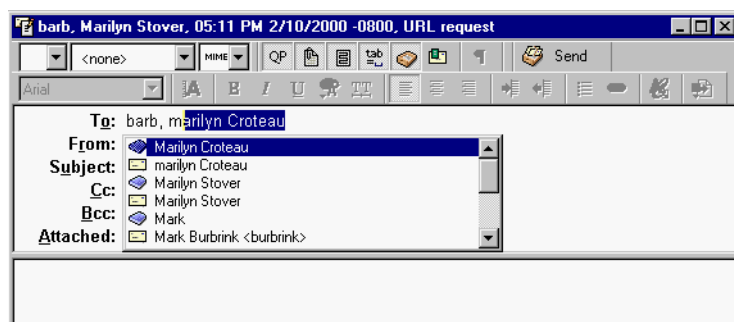 barb, Marilyn Stover, 05:11 PM 2/10/2000 -0800, URL request
<none> MIME QP tab Send
Arial A B I U TT
To: barb, marilyn Croteau
From:
Marilyn Croteau
Subject:
marilyn Croteau
Marilyn Stover
Cc:
Marilyn Stover
Bcc:
Mark
Attached:
Mark Burbrink <burbrink>